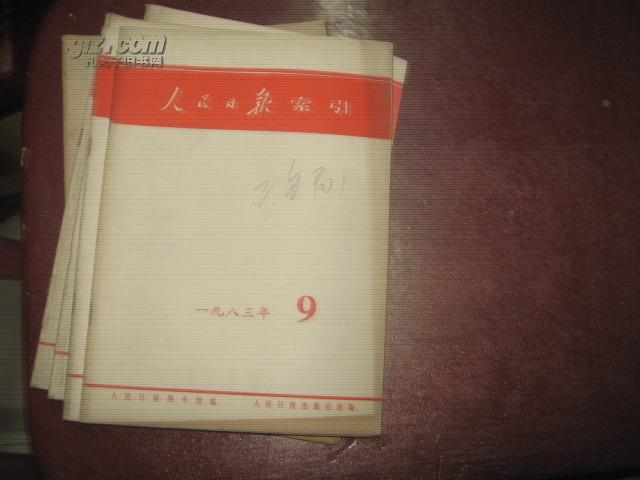 gfz.com
孔夫子旧书网
人民日报索引
一九八三年 9
人民日报图书馆编 人民日报出版社出版